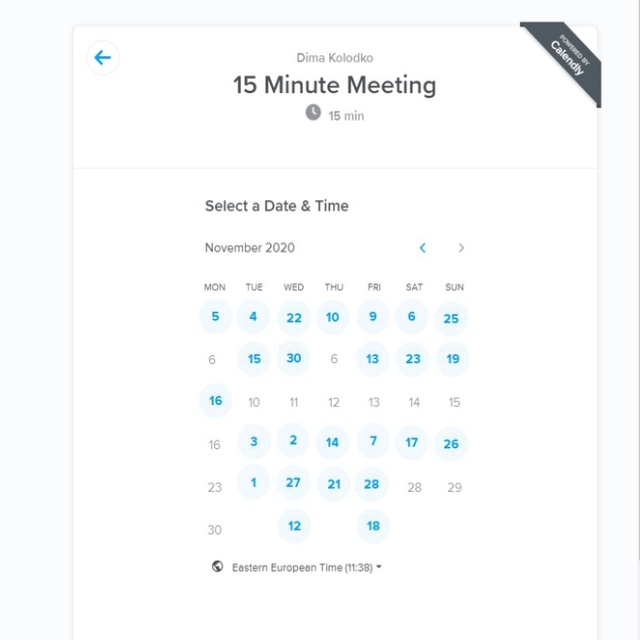 POWERED BY
Calendly
Dima Kolodko
15 Minute Meeting
15 min
Select a Date & Time
November 2020
MON TUE WED THU FRI SAT SUN
5 4 22 10 9 6 25
6 15 30 6 13 23 19
16 10 11 12 13 14 15
16 3 2 14 7 17 26
23 1 27 21 28 28 29
30 12 18
Eastern European Time (11:38)